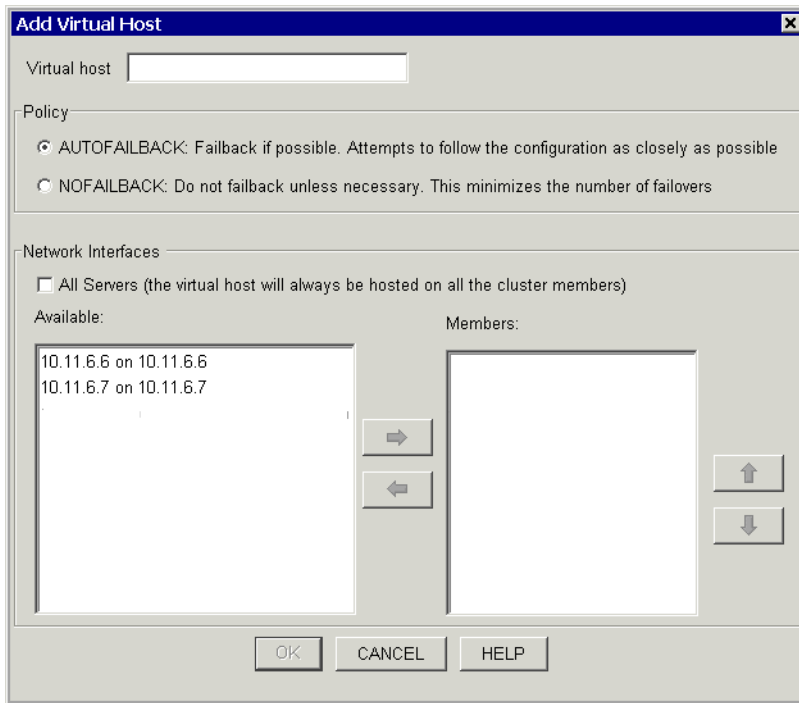 Add Virtual Host
Virtual host
Policy
AUTOFAILBACK: Failback if possible. Attempts to follow the configuration as closely as possible
NOFAILBACK: Do not failback unless necessary. This minimizes the number of failovers
Network Interfaces
All Servers (the virtual host will always be hosted on all the cluster members)
Available:
Members:
10.11.6.6 on 10.11.6.6
10.11.6.7 on 10.11.6.7
OK
CANCEL
HELP